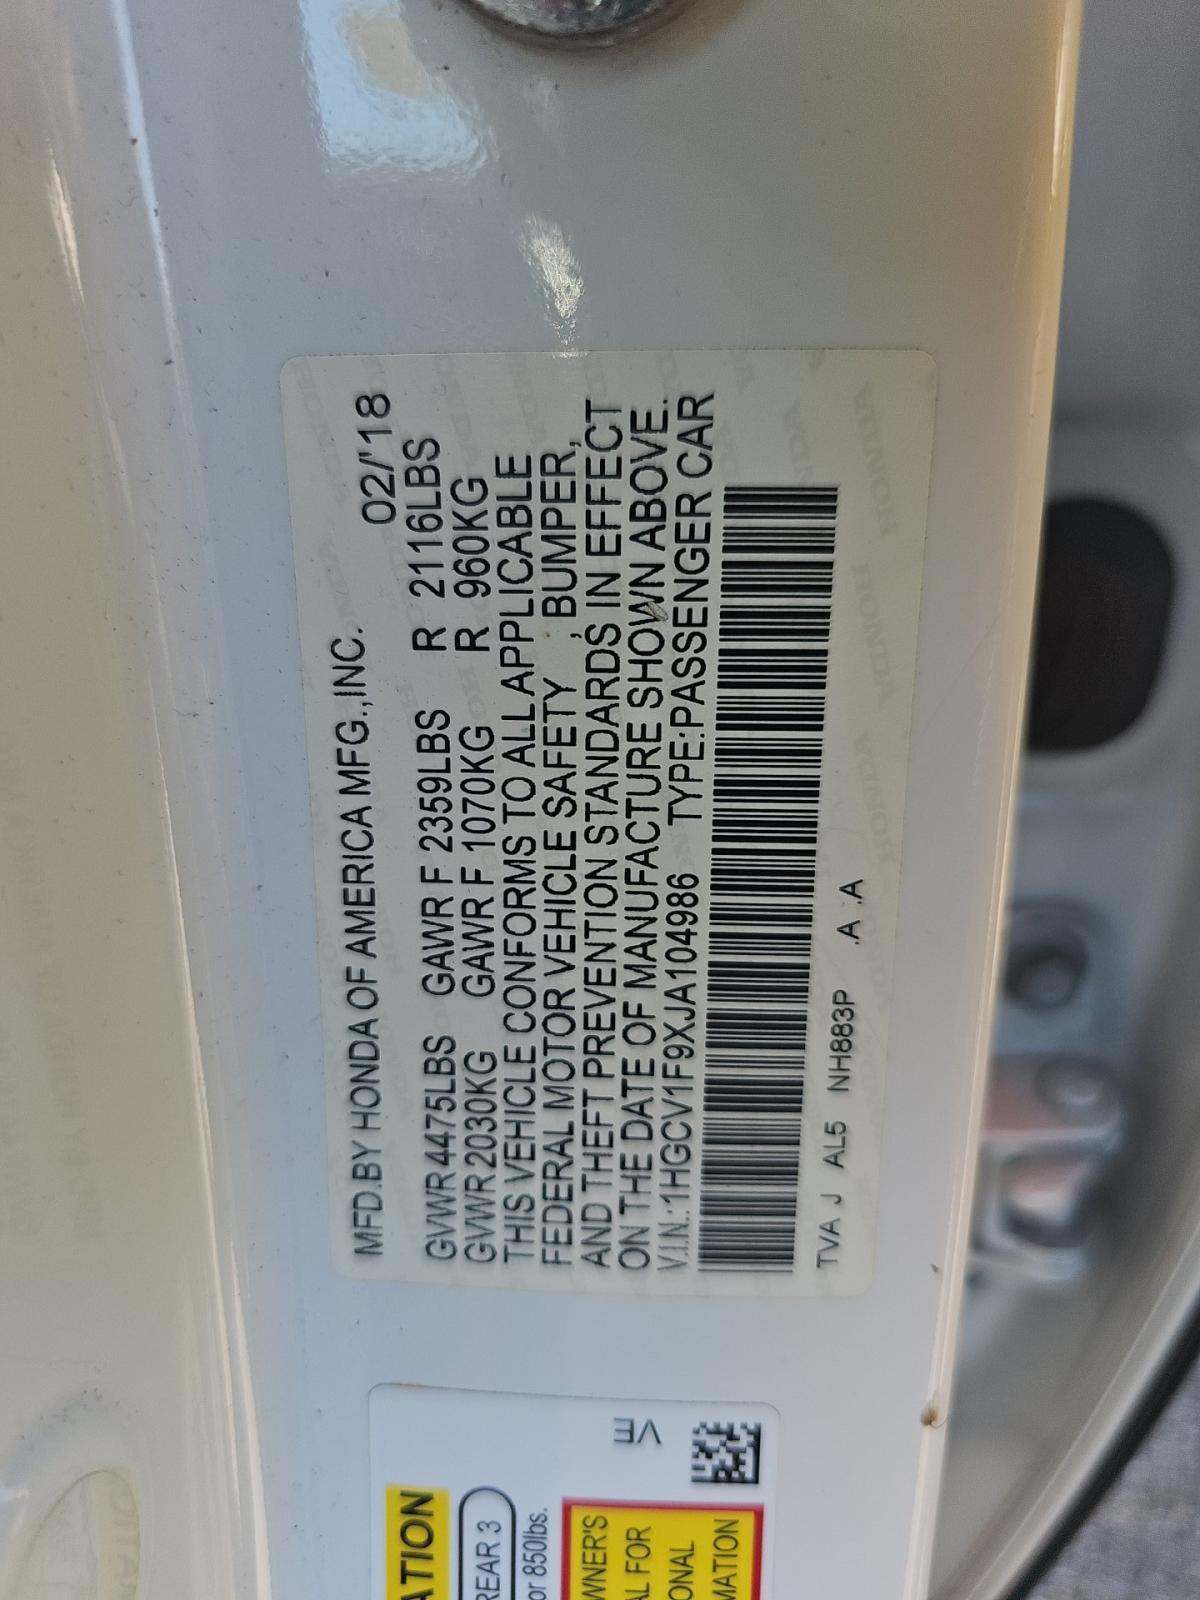 MFD.BY HONDA OF AMERICA MFG.,INC. 02/'18
GVWR 4475LBS GAWR F 2359LBS R 2116LBS
GVWR 2030KG GAWR F 1070KG R 960KG
THIS VEHICLE CONFORMS TO ALL APPLICABLE
FEDERAL MOTOR VEHICLE SAFETY , BUMPER,
AND THEFT PREVENTION STANDARDS IN EFFECT
ON THE DATE OF MANUFACTURE SHOWN ABOVE.
V.I.N.:1HGCV1F9XJA104986 TYPE:PASSENGER CAR
TVA J AL5 NH883P .A .A
ATION
REAR 3
or 850lbs.
VE
WNER'S
AL FOR
ONAL
MATION